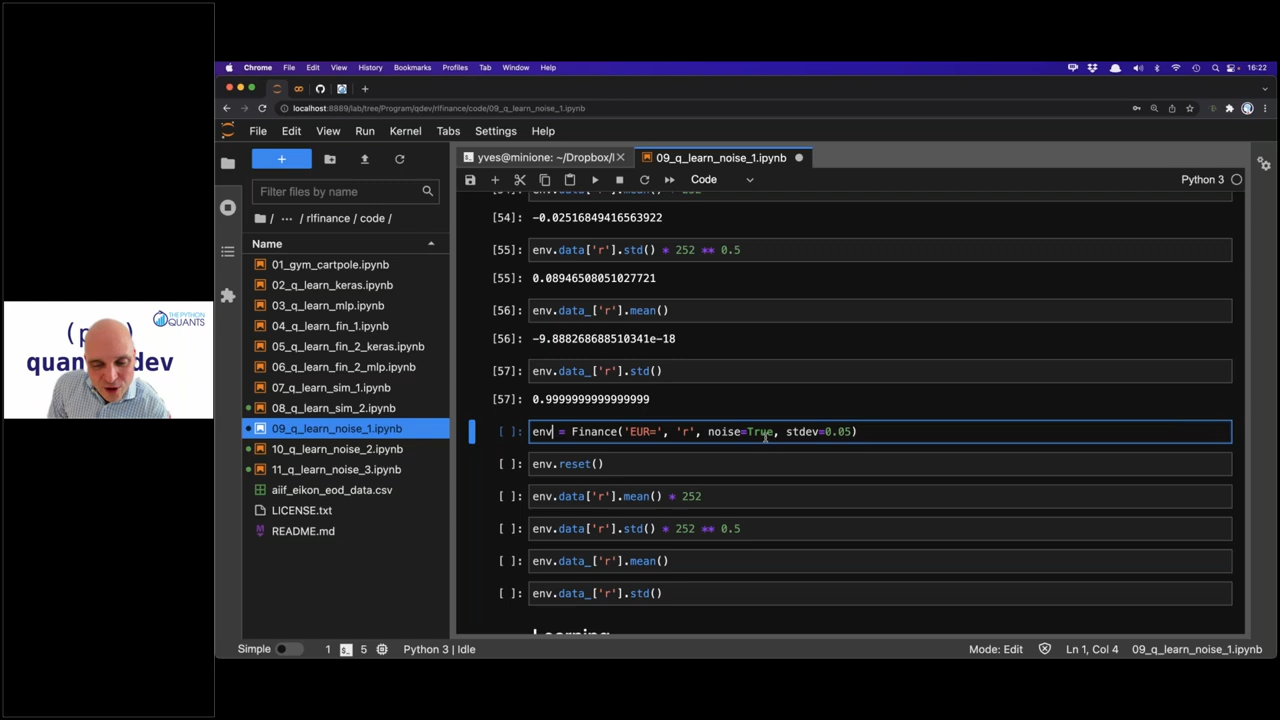 Chrome File Edit View History Bookmarks Profiles Tab Window Help 16:22
localhost:8889/lab/tree/Program/qdev/rlfinance/code/09_q_learn_noise_1.ipynb
File Edit View Run Kernel Tabs Settings Help
yves@minione: ~/Dropbox/
09_q_learn_noise_1.ipynb
Code
Python 3
Filter files by name
/ ... / rlfinance / code /
Name
01_gym_cartpole.ipynb
02_q_learn_keras.ipynb
03_q_learn_mlp.ipynb
04_q_learn_fin_1.ipynb
05_q_learn_fin_2_keras.ipynb
06_q_learn_fin_2_mlp.ipynb
07_q_learn_sim_1.ipynb
08_q_learn_sim_2.ipynb
09_q_learn_noise_1.ipynb
10_q_learn_noise_2.ipynb
11_q_learn_noise_3.ipynb
aiif_eikon_eod_data.csv
LICENSE.txt
README.md
[54]: -0.02516849416563922
[55]: env.data['r'].std() * 252 ** 0.5
[55]: 0.08946508051027721
[56]: env.data_['r'].mean()
[56]: -9.888268688510341e-18
[57]: env.data_['r'].std()
[57]: 0.9999999999999999
[ ]: env = Finance('EUR=', 'r', noise=True, stdev=0.05)
[ ]: env.reset()
[ ]: env.data['r'].mean() * 252
[ ]: env.data['r'].std() * 252 ** 0.5
[ ]: env.data_['r'].mean()
[ ]: env.data_['r'].std()
Learning
THE PYTHON
QUANTS
Simple 1 5 Python 3 | Idle Mode: Edit Ln 1, Col 4 09_q_learn_noise_1.ipynb